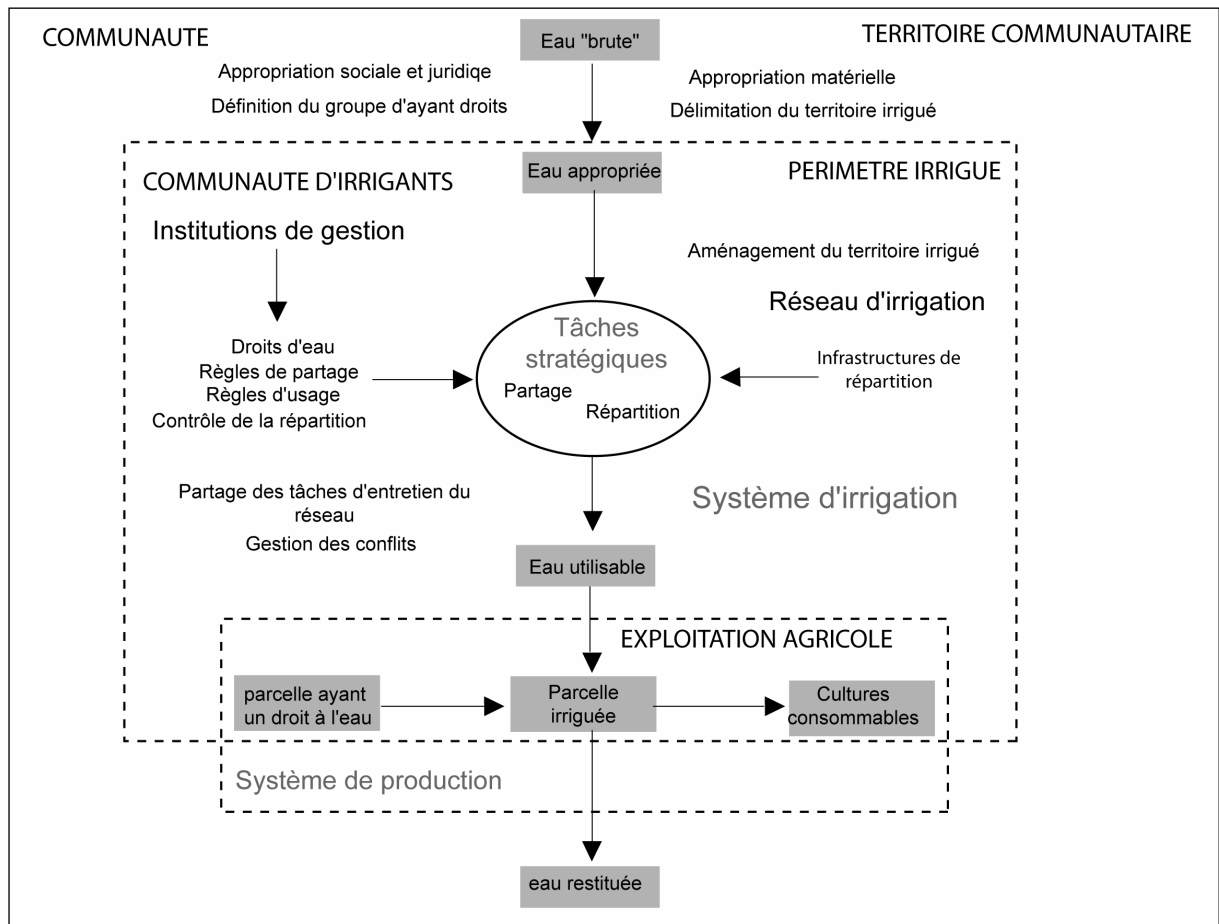 COMMUNAUTE
Eau "brute"
TERRITOIRE COMMUNAUTAIRE
Appropriation sociale et juridiqe
Définition du groupe d'ayant droits
Appropriation matérielle
Délimitation du territoire irrigué
Eau appropriée
COMMUNAUTE D'IRRIGANTS
PERIMETRE IRRIGUE
Institutions de gestion
Aménagement du territoire irrigué
Réseau d'irrigation
Tâches
stratégiques
Partage
Répartition
Droits d'eau
Règles de partage
Règles d'usage
Contrôle de la répartition
Infrastructures de
répartition
Partage des tâches d'entretien du
réseau
Gestion des conflits
Système d'irrigation
Eau utilisable
EXPLOITATION AGRICOLE
parcelle ayant
un droit à l'eau
Parcelle
irriguée
Cultures
consommables
Système de production
eau restituée